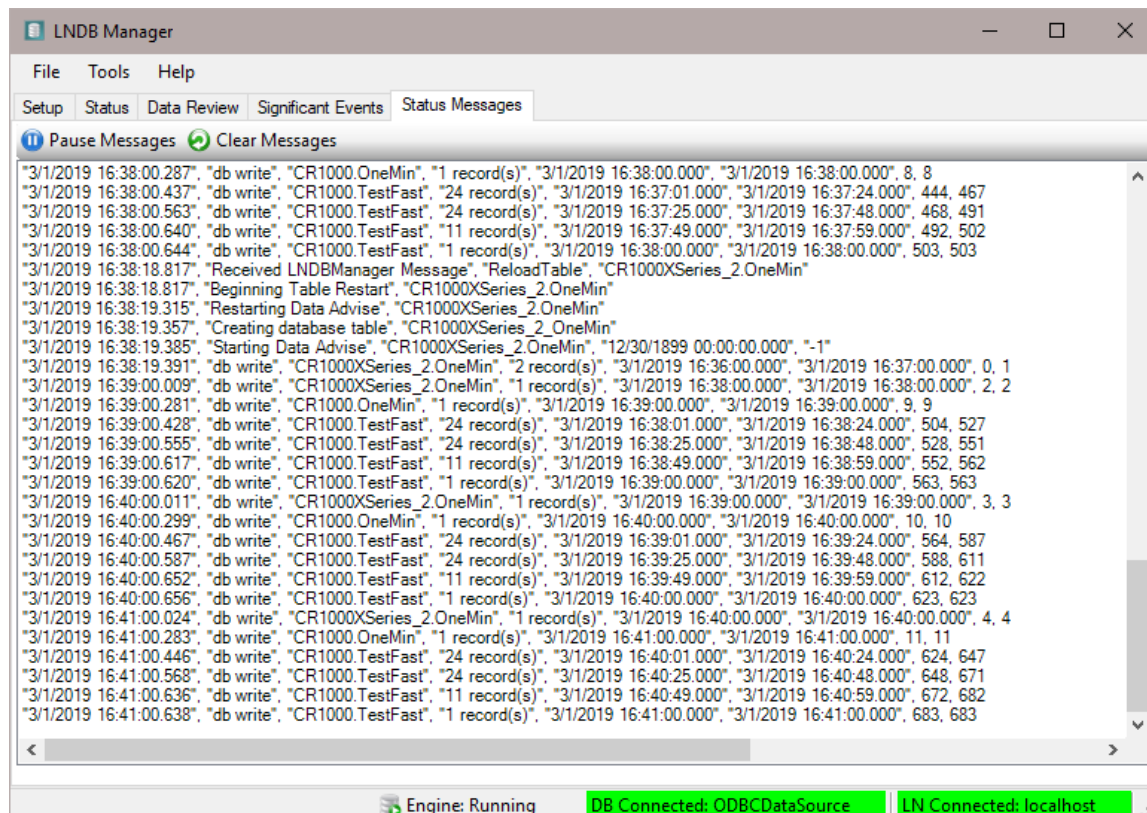 LNDB Manager
File Tools Help
Setup Status Data Review Significant Events Status Messages
Pause Messages Clear Messages
"3/1/2019 16:38:00.287", "db write", "CR1000.OneMin", "1 record(s)", "3/1/2019 16:38:00.000", "3/1/2019 16:38:00.000", 8, 8
"3/1/2019 16:38:00.437", "db write", "CR1000.TestFast", "24 record(s)", "3/1/2019 16:37:01.000", "3/1/2019 16:37:24.000", 444, 467
"3/1/2019 16:38:00.563", "db write", "CR1000.TestFast", "24 record(s)", "3/1/2019 16:37:25.000", "3/1/2019 16:37:48.000", 468, 491
"3/1/2019 16:38:00.640", "db write", "CR1000.TestFast", "11 record(s)", "3/1/2019 16:37:49.000", "3/1/2019 16:37:59.000", 492, 502
"3/1/2019 16:38:00.644", "db write", "CR1000.TestFast", "1 record(s)", "3/1/2019 16:38:00.000", "3/1/2019 16:38:00.000", 503, 503
"3/1/2019 16:38:18.817", "Received LNDBManager Message", "ReloadTable", "CR1000XSeries_2.OneMin"
"3/1/2019 16:38:18.817", "Beginning Table Restart", "CR1000XSeries_2.OneMin"
"3/1/2019 16:38:19.315", "Restarting Data Advise", "CR1000XSeries_2.OneMin"
"3/1/2019 16:38:19.357", "Creating database table", "CR1000XSeries_2_OneMin"
"3/1/2019 16:38:19.385", "Starting Data Advise", "CR1000XSeries_2.OneMin", "12/30/1899 00:00:00.000", "-1"
"3/1/2019 16:38:19.391", "db write", "CR1000XSeries_2.OneMin", "2 record(s)", "3/1/2019 16:36:00.000", "3/1/2019 16:37:00.000", 0, 1
"3/1/2019 16:39:00.009", "db write", "CR1000XSeries_2.OneMin", "1 record(s)", "3/1/2019 16:38:00.000", "3/1/2019 16:38:00.000", 2, 2
"3/1/2019 16:39:00.281", "db write", "CR1000.OneMin", "1 record(s)", "3/1/2019 16:39:00.000", "3/1/2019 16:39:00.000", 9, 9
"3/1/2019 16:39:00.428", "db write", "CR1000.TestFast", "24 record(s)", "3/1/2019 16:38:01.000", "3/1/2019 16:38:24.000", 504, 527
"3/1/2019 16:39:00.555", "db write", "CR1000.TestFast", "24 record(s)", "3/1/2019 16:38:25.000", "3/1/2019 16:38:48.000", 528, 551
"3/1/2019 16:39:00.617", "db write", "CR1000.TestFast", "11 record(s)", "3/1/2019 16:38:49.000", "3/1/2019 16:38:59.000", 552, 562
"3/1/2019 16:39:00.620", "db write", "CR1000.TestFast", "1 record(s)", "3/1/2019 16:39:00.000", "3/1/2019 16:39:00.000", 563, 563
"3/1/2019 16:40:00.011", "db write", "CR1000XSeries_2.OneMin", "1 record(s)", "3/1/2019 16:39:00.000", "3/1/2019 16:39:00.000", 3, 3
"3/1/2019 16:40:00.299", "db write", "CR1000.OneMin", "1 record(s)", "3/1/2019 16:40:00.000", "3/1/2019 16:40:00.000", 10, 10
"3/1/2019 16:40:00.467", "db write", "CR1000.TestFast", "24 record(s)", "3/1/2019 16:39:01.000", "3/1/2019 16:39:24.000", 564, 587
"3/1/2019 16:40:00.587", "db write", "CR1000.TestFast", "24 record(s)", "3/1/2019 16:39:25.000", "3/1/2019 16:39:48.000", 588, 611
"3/1/2019 16:40:00.652", "db write", "CR1000.TestFast", "11 record(s)", "3/1/2019 16:39:49.000", "3/1/2019 16:39:59.000", 612, 622
"3/1/2019 16:40:00.656", "db write", "CR1000.TestFast", "1 record(s)", "3/1/2019 16:40:00.000", "3/1/2019 16:40:00.000", 623, 623
"3/1/2019 16:41:00.024", "db write", "CR1000XSeries_2.OneMin", "1 record(s)", "3/1/2019 16:40:00.000", "3/1/2019 16:40:00.000", 4, 4
"3/1/2019 16:41:00.283", "db write", "CR1000.OneMin", "1 record(s)", "3/1/2019 16:41:00.000", "3/1/2019 16:41:00.000", 11, 11
"3/1/2019 16:41:00.446", "db write", "CR1000.TestFast", "24 record(s)", "3/1/2019 16:40:01.000", "3/1/2019 16:40:24.000", 624, 647
"3/1/2019 16:41:00.568", "db write", "CR1000.TestFast", "24 record(s)", "3/1/2019 16:40:25.000", "3/1/2019 16:40:48.000", 648, 671
"3/1/2019 16:41:00.636", "db write", "CR1000.TestFast", "11 record(s)", "3/1/2019 16:40:49.000", "3/1/2019 16:40:59.000", 672, 682
"3/1/2019 16:41:00.638", "db write", "CR1000.TestFast", "1 record(s)", "3/1/2019 16:41:00.000", "3/1/2019 16:41:00.000", 683, 683
Engine: Running DB Connected: ODBCDataSource LN Connected: localhost